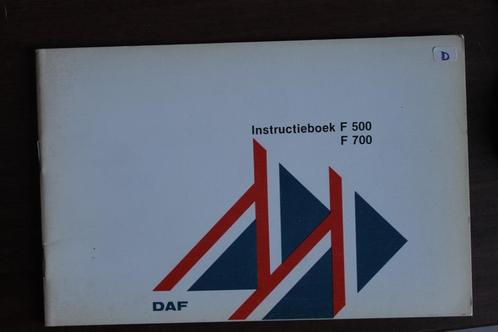 D
Instructieboek F 500
F 700
DAF